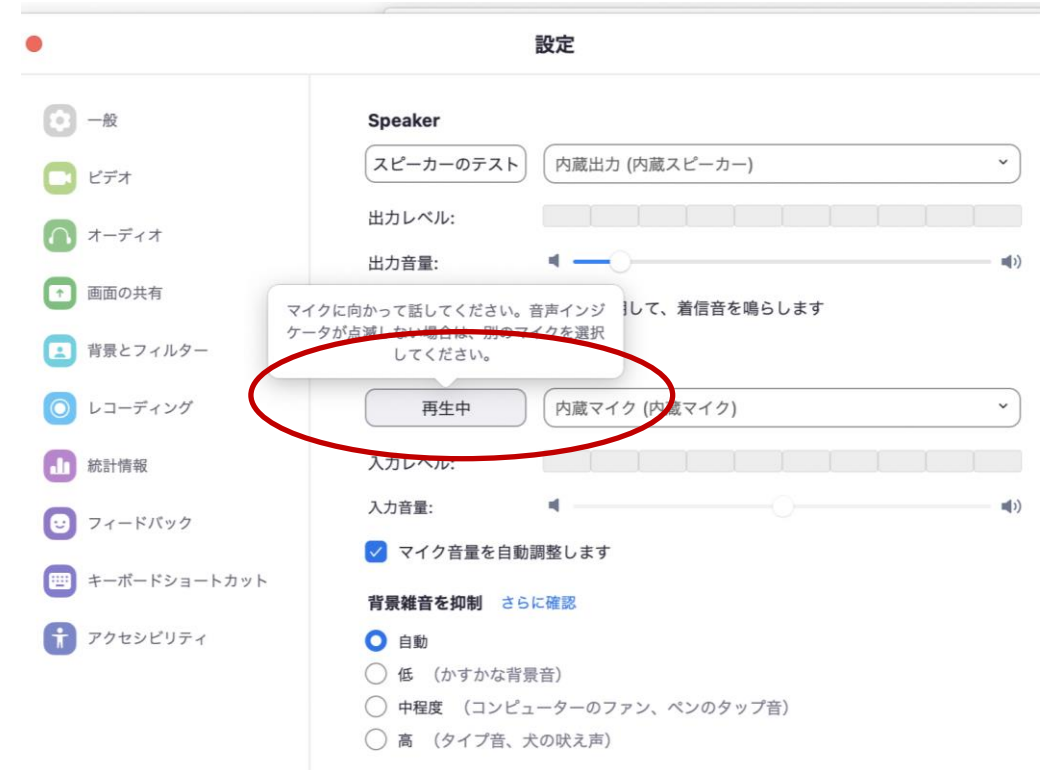 設定
一般
ビデオ
オーディオ
画面の共有
背景とフィルター
レコーディング
統計情報
フィードバック
キーボードショートカット
アクセシビリティ
Speaker
スピーカーのテスト
内蔵出力 (内蔵スピーカー)
出力レベル:
出力音量:
して、着信音を鳴らします
マイクに向かって話してください。音声インジ
ケータが点滅しない場合は、別のマイクを選択
してください。
再生中
内蔵マイク (内蔵マイク)
入力レベル:
入力音量:
マイク音量を自動調整します
背景雑音を抑制 さらに確認
自動
低 (かすかな背景音)
中程度 (コンピューターのファン、ペンのタップ音)
高 (タイプ音、犬の吠え声)